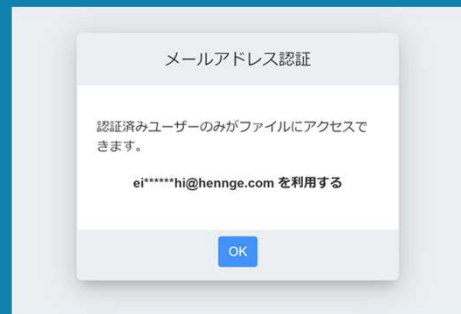 メールアドレス認証
認証済みユーザーのみがファイルにアクセスで
きます。
ei******hi@hennge.com を利用する
OK